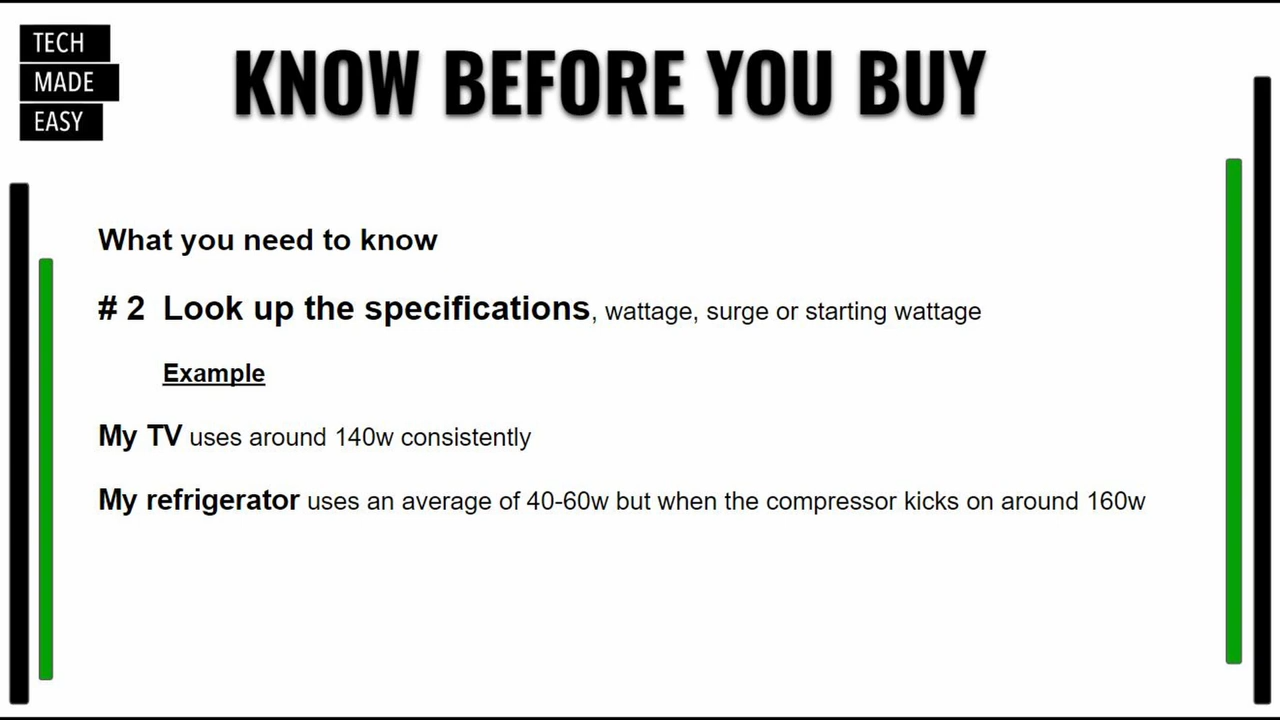 TECH
MADE
EASY
KNOW BEFORE YOU BUY
What you need to know
# 2 Look up the specifications, wattage, surge or starting wattage
Example
My TV uses around 140w consistently
My refrigerator uses an average of 40-60w but when the compressor kicks on around 160w